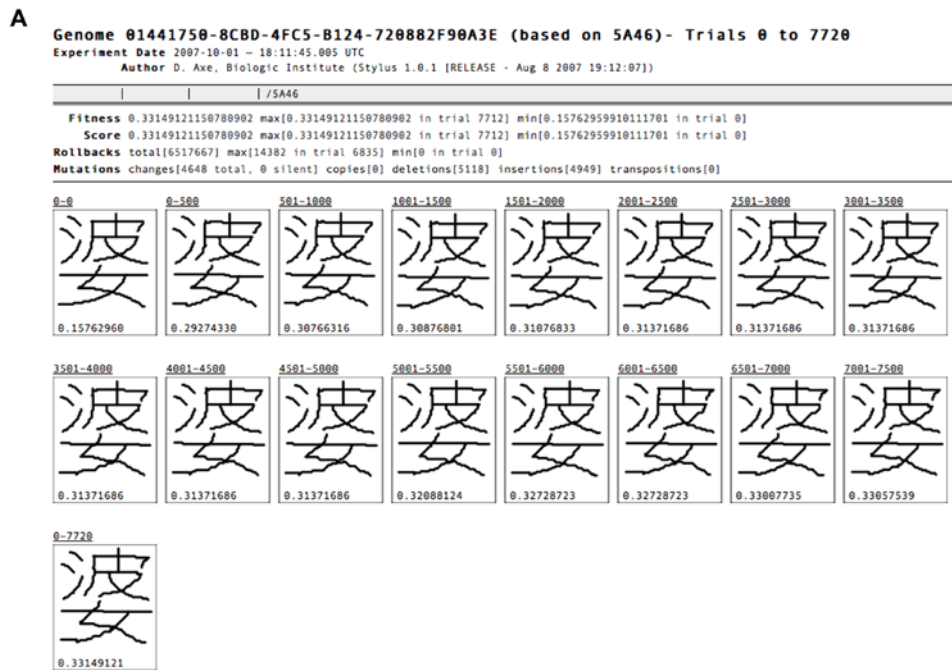 A
Genome 01441750-8CBD-4FC5-B124-720882F90A3E (based on 5A46)- Trials 0 to 7720
Experiment Date 2007-10-01 — 18:11:45.005 UTC
Author D. Axe, Biologic Institute (Stylus 1.0.1 [RELEASE - Aug 8 2007 19:12:07])
| | | /5A46
Fitness 0.33149121150780902 max[0.33149121150780902 in trial 7712] min[0.15762959910111701 in trial 0]
Score 0.33149121150780902 max[0.33149121150780902 in trial 7712] min[0.15762959910111701 in trial 0]
Rollbacks total[6517667] max[14382 in trial 6835] min[0 in trial 0]
Mutations changes[4648 total, 0 silent] copies[0] deletions[5118] insertions[4949] transpositions[0]
0-0 0-500 501-1000 1001-1500 1501-2000 2001-2500 2501-3000 3001-3500
婆 婆 婆 婆 婆 婆 婆 婆
0.15762960 0.29274330 0.30766316 0.30876801 0.31076833 0.31371686 0.31371686 0.31371686
3501-4000 4001-4500 4501-5000 5001-5500 5501-6000 6001-6500 6501-7000 7001-7500
婆 婆 婆 婆 婆 婆 婆 婆
0.31371686 0.31371686 0.31371686 0.32088124 0.32728723 0.32728723 0.33007735 0.33057539
0-7720
婆
0.33149121